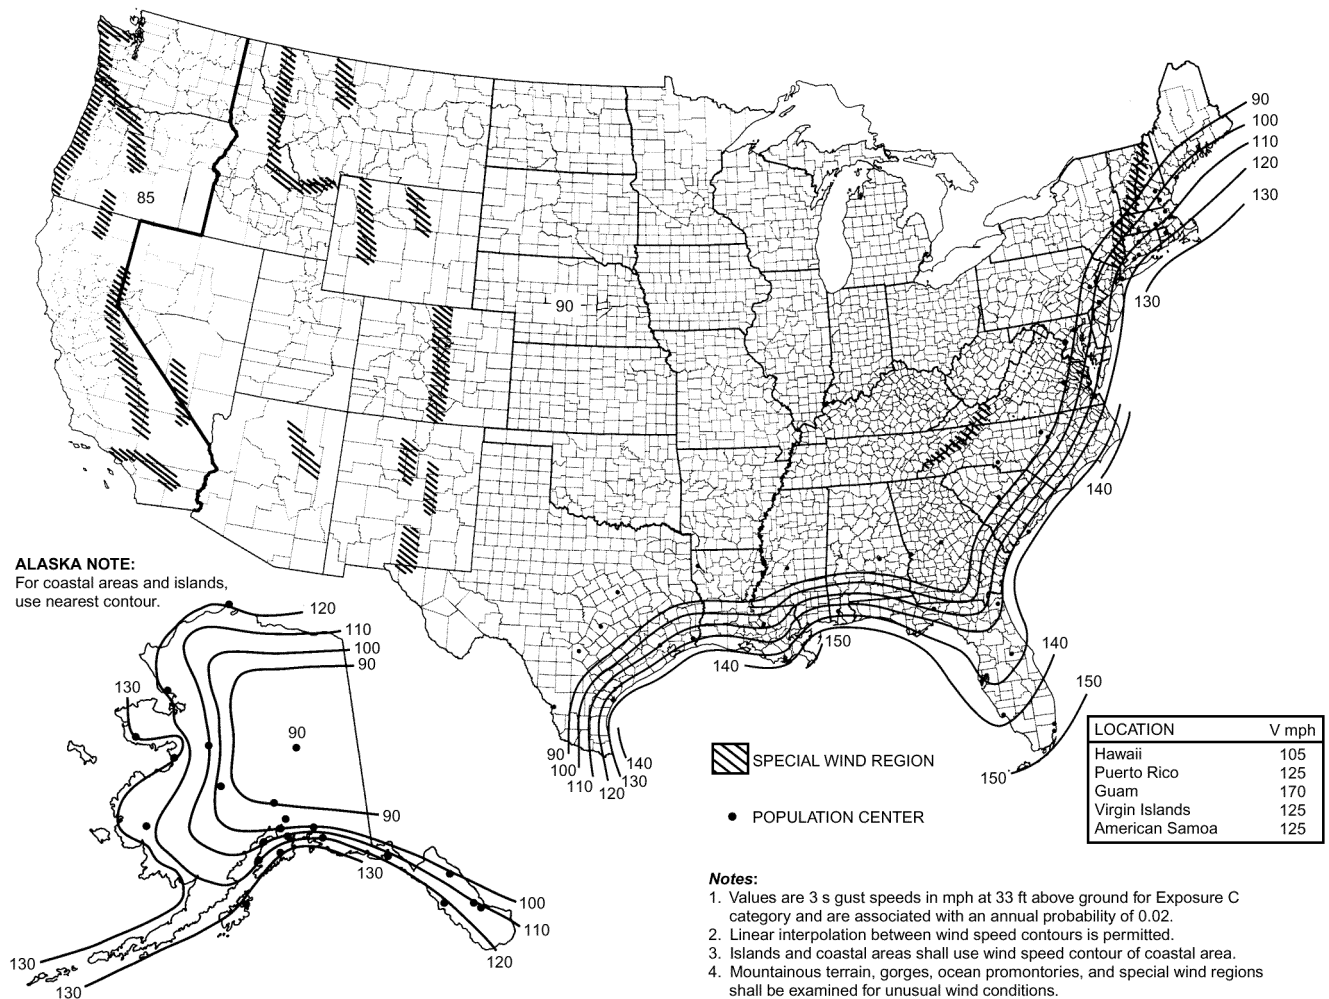 90
100
110
120
130
130
85
90
140
ALASKA NOTE:
For coastal areas and islands,
use nearest contour.
120
110
100
90
130
90
90
130
100
110
120
130
130
90
100
110
120
130
140
140
150
140
150
150
SPECIAL WIND REGION
POPULATION CENTER
LOCATION V mph
Hawaii 105
Puerto Rico 125
Guam 170
Virgin Islands 125
American Samoa 125
Notes:
1. Values are 3 s gust speeds in mph at 33 ft above ground for Exposure C
category and are associated with an annual probability of 0.02.
2. Linear interpolation between wind speed contours is permitted.
3. Islands and coastal areas shall use wind speed contour of coastal area.
4. Mountainous terrain, gorges, ocean promontories, and special wind regions
shall be examined for unusual wind conditions.